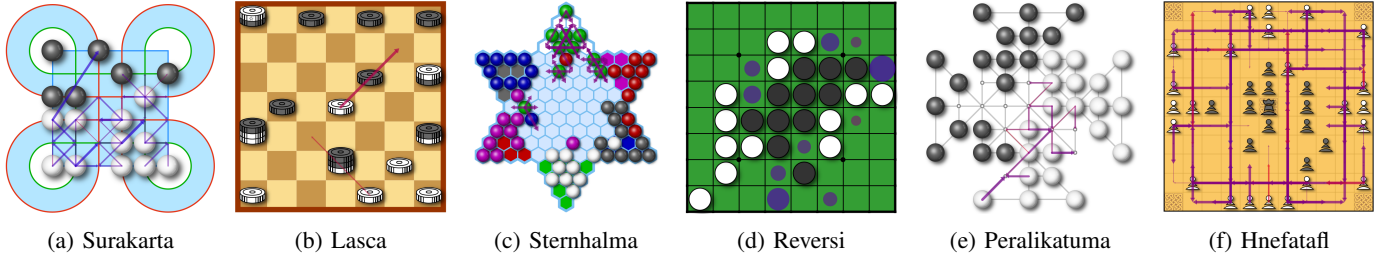 (a) Surakarta
(b) Lasca
(c) Sternhalma
(d) Reversi
(e) Peralikatuma
(f) Hnefatafl